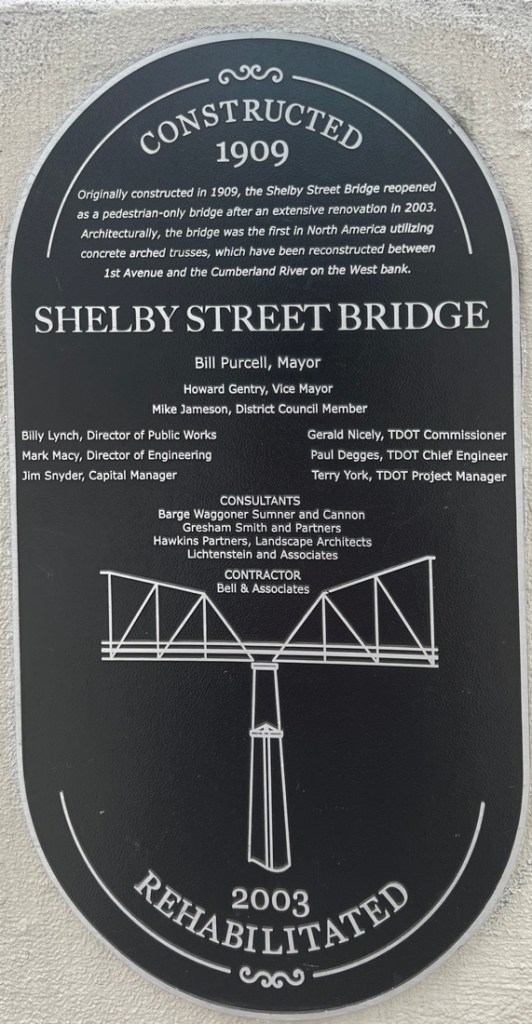 CONSTRUCTED
1909
Originally constructed in 1909, the Shelby Street Bridge reopened
as a pedestrian-only bridge after an extensive renovation in 2003.
Architecturally, the bridge was the first in North America utilizing
concrete arched trusses, which have been reconstructed between
1st Avenue and the Cumberland River on the West bank.
SHELBY STREET BRIDGE
Bill Purcell, Mayor
Howard Gentry, Vice Mayor
Mike Jameson, District Council Member
Billy Lynch, Director of Public Works
Mark Macy, Director of Engineering
Jim Snyder, Capital Manager
Gerald Nicely, TDOT Commissioner
Paul Degges, TDOT Chief Engineer
Terry York, TDOT Project Manager
CONSULTANTS
Barge Waggoner Sumner and Cannon
Gresham Smith and Partners
Hawkins Partners, Landscape Architects
Lichtenstein and Associates
CONTRACTOR
Bell & Associates
2003
REHABILITATED